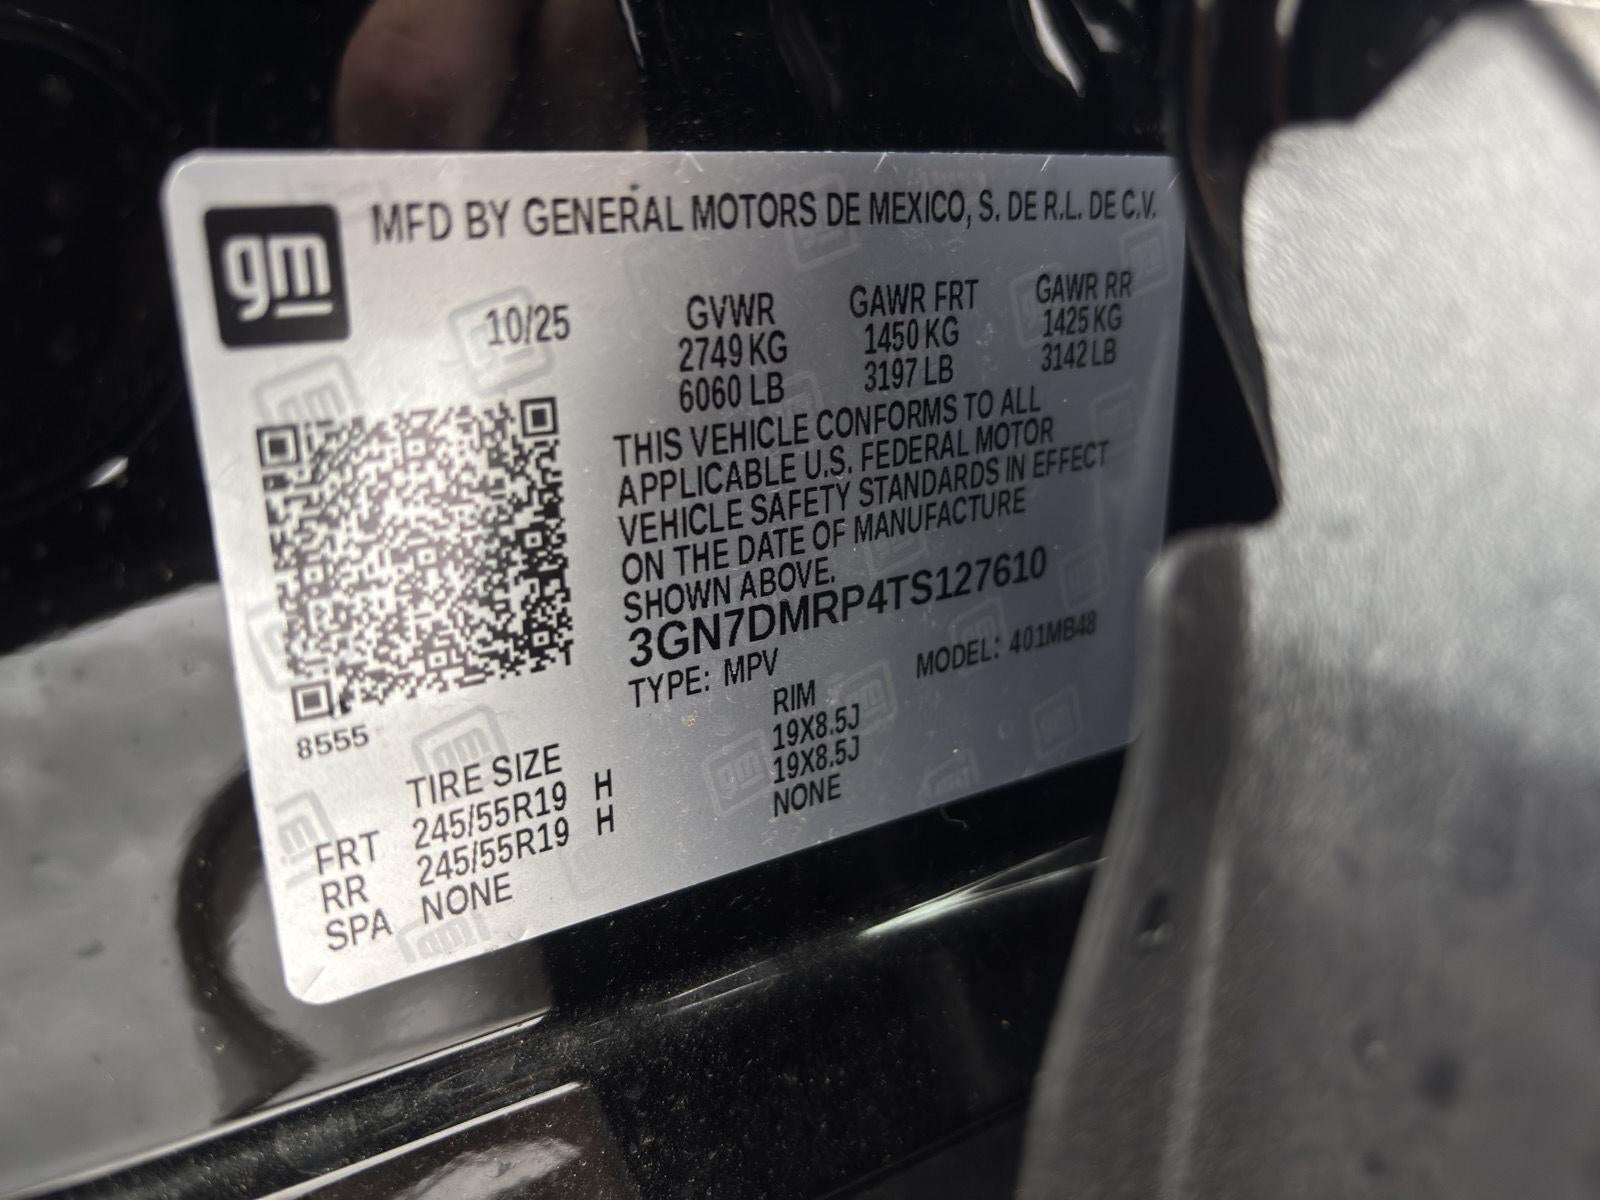 gm
MFD BY GENERAL MOTORS DE MEXICO, S. DE R.L. DE C.V.
10/25
GVWR
2749 KG
6060 LB
GAWR FRT
1450 KG
3197 LB
GAWR RR
1425 KG
3142 LB
THIS VEHICLE CONFORMS TO ALL
APPLICABLE U.S. FEDERAL MOTOR
VEHICLE SAFETY STANDARDS IN EFFECT
ON THE DATE OF MANUFACTURE
SHOWN ABOVE.
3GN7DMRP4TS127610
TYPE: MPV MODEL: 401MB48
8555
TIRE SIZE RIM
FRT 245/55R19 H 19X8.5J
RR 245/55R19 H 19X8.5J
SPA NONE NONE